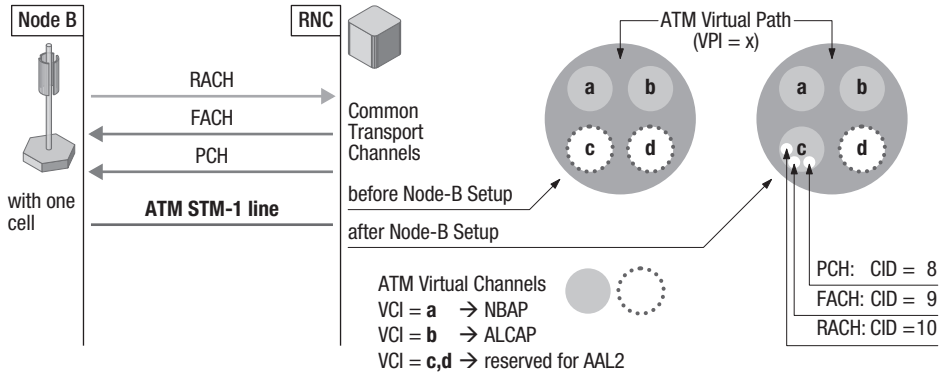 Node B
RNC
RACH
FACH
PCH
with one
cell
ATM STM-1 line
Common
Transport
Channels
before Node-B Setup
after Node-B Setup
ATM Virtual Path
(VPI = x)
a b
c d
a b
c d
PCH: CID = 8
FACH: CID = 9
RACH: CID =10
ATM Virtual Channels
VCI = a → NBAP
VCI = b → ALCAP
VCI = c,d → reserved for AAL2